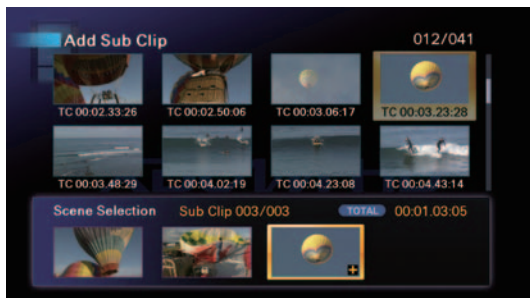 Add Sub Clip 012/041
TC 00:02.33:26 TC 00:02.50:06 TC 00:03.06:17 TC 00:03.23:28
TC 00:03.48:29 TC 00:04.02:19 TC 00:04.23:08 TC 00:04.43:14
Scene Selection Sub Clip 003/003 TOTAL 00:01.03:05